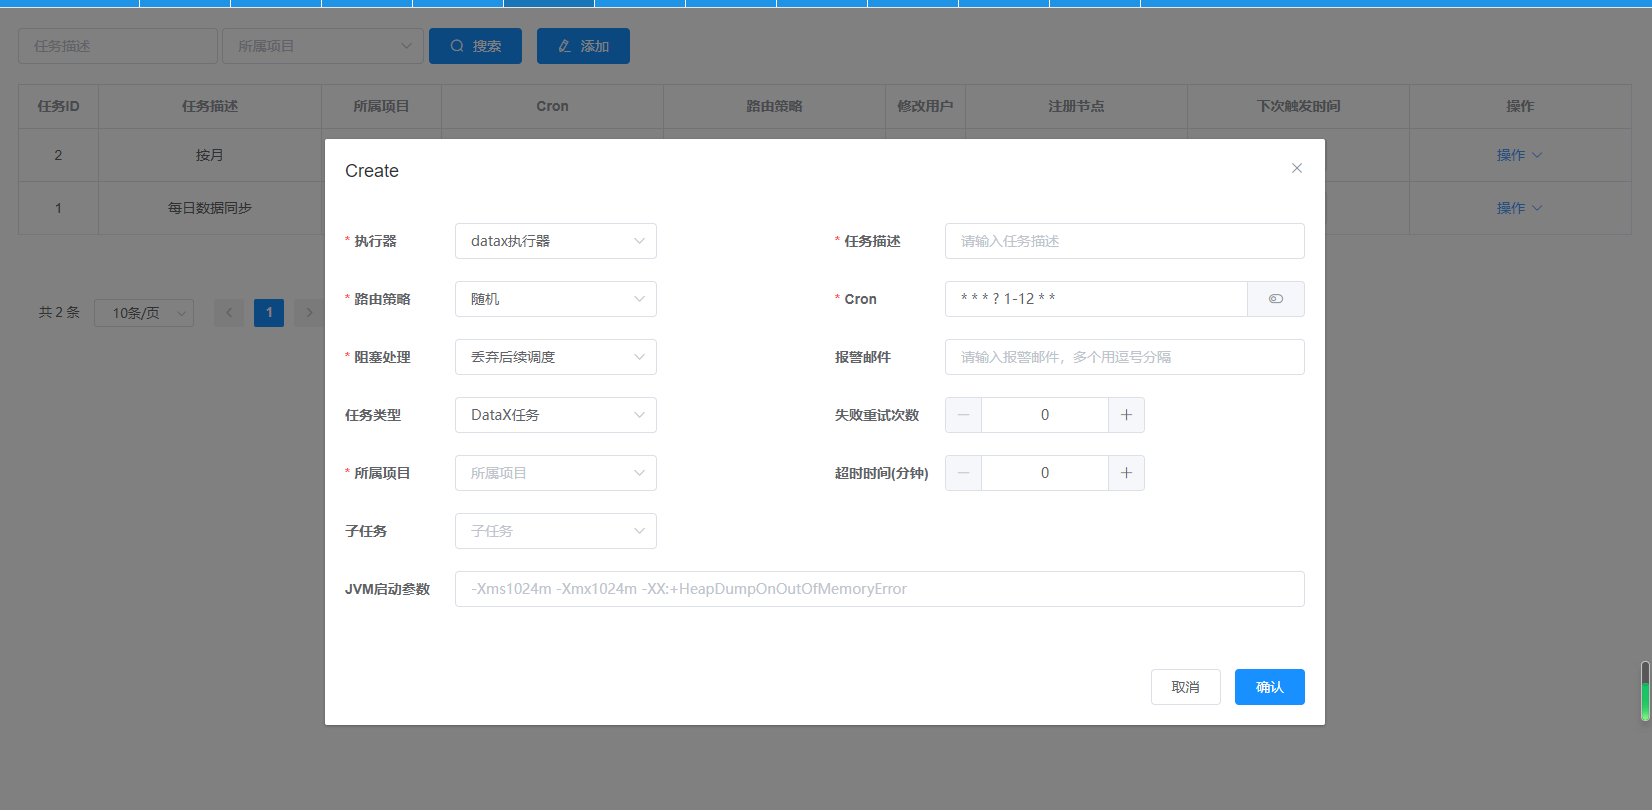 任务描述 所属项目 搜索 添加
任务ID 任务描述 所属项目 Cron 路由策略 修改用户 注册节点 下次触发时间 操作
2 按月 操作
1 每日数据同步 操作
共 2 条 10条/页 1
Create
* 执行器 datax执行器 * 任务描述 请输入任务描述
* 路由策略 随机 * Cron * * * ? 1-12 * *
* 阻塞处理 丢弃后续调度 报警邮件 请输入报警邮件，多个用逗号分隔
任务类型 DataX任务 失败重试次数 0
* 所属项目 所属项目 超时时间(分钟) 0
子任务 子任务
JVM启动参数 -Xms1024m -Xmx1024m -XX:+HeapDumpOnOutOfMemoryError
取消 确认